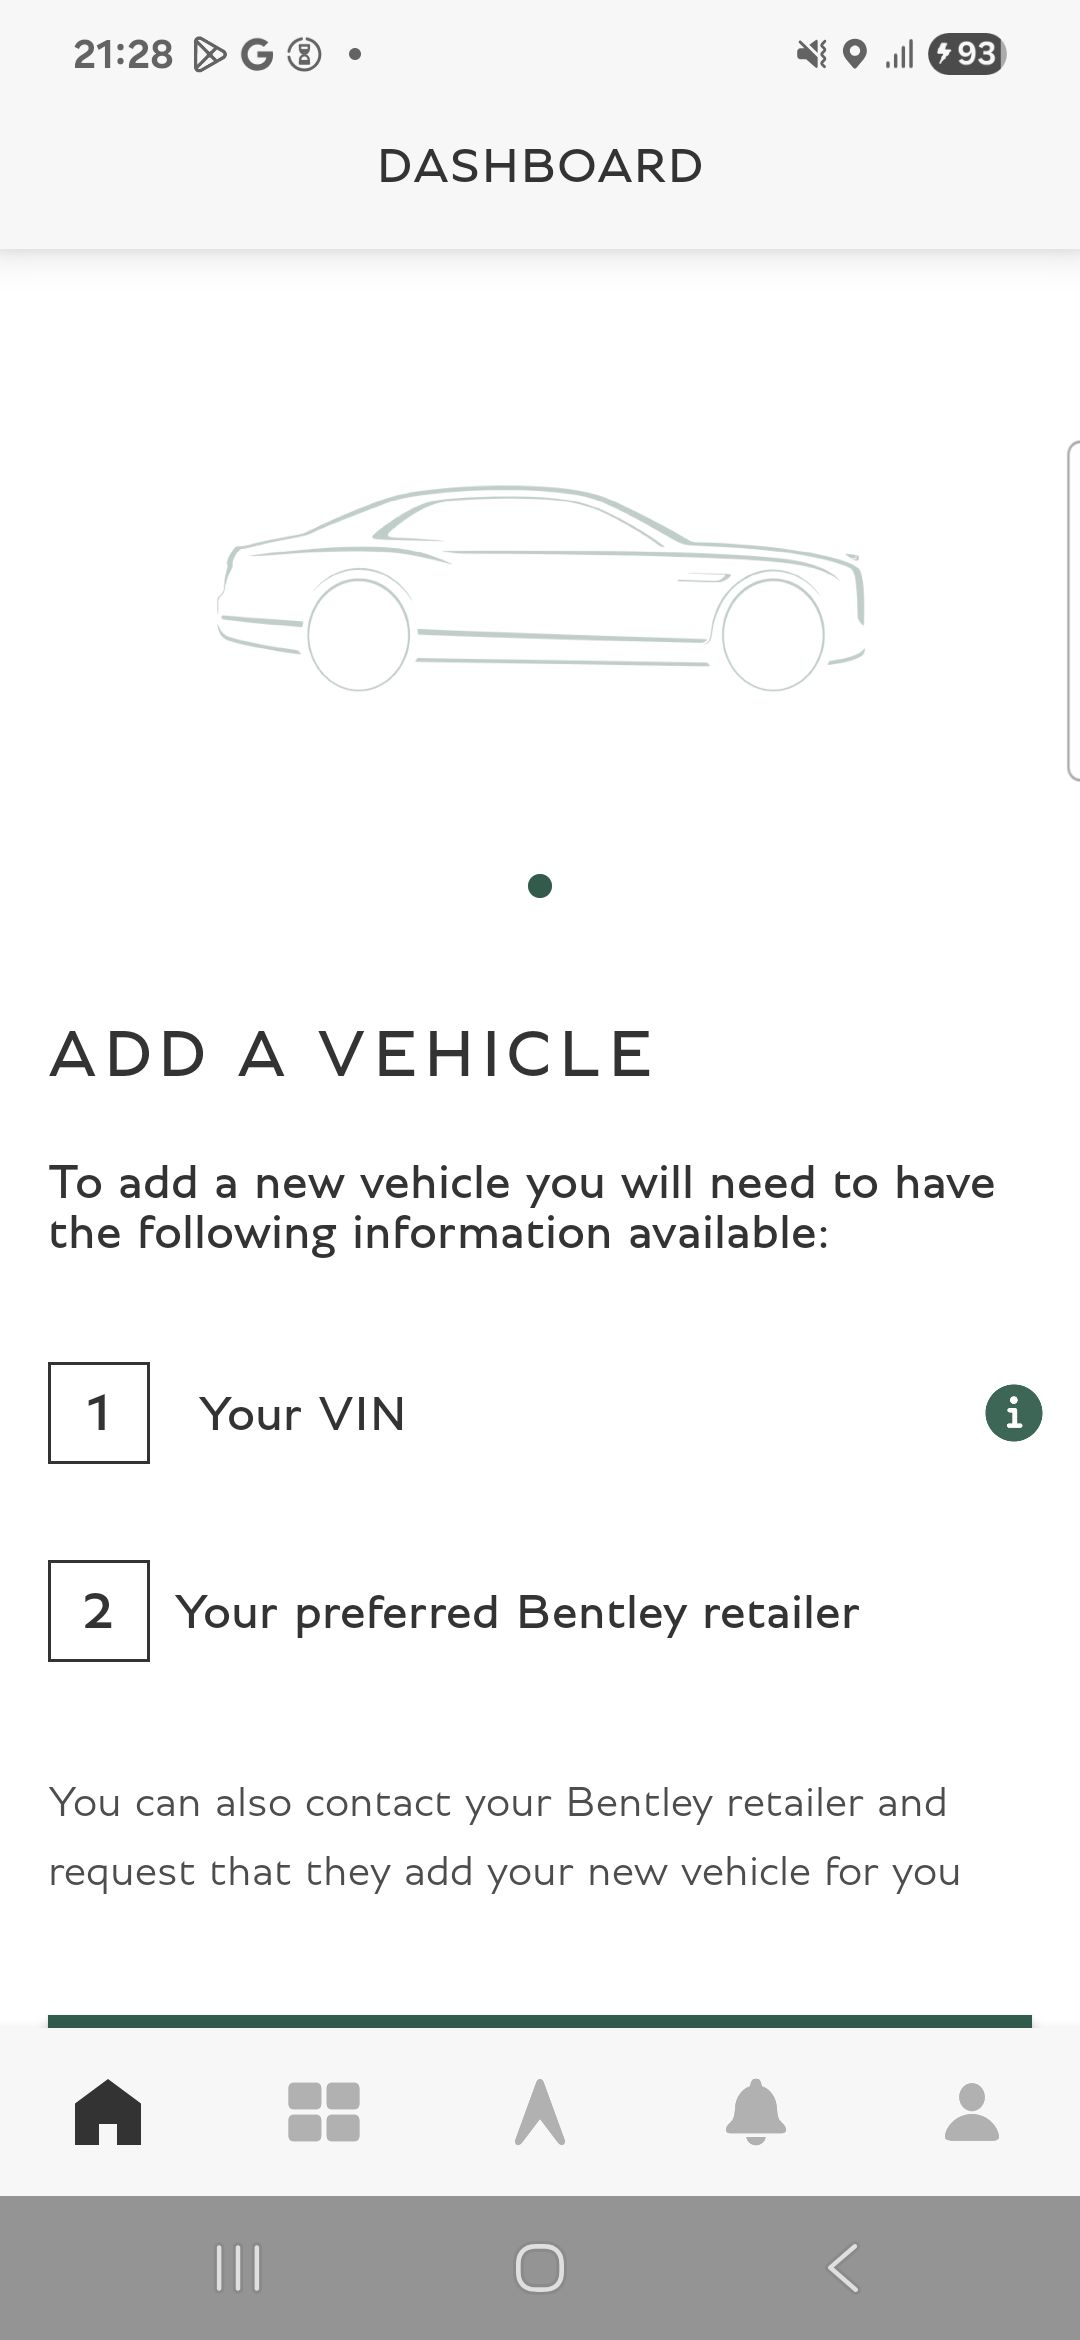 21:28
93
DASHBOARD
ADD A VEHICLE
To add a new vehicle you will need to have
the following information available:
1 Your VIN
2 Your preferred Bentley retailer
You can also contact your Bentley retailer and
request that they add your new vehicle for you